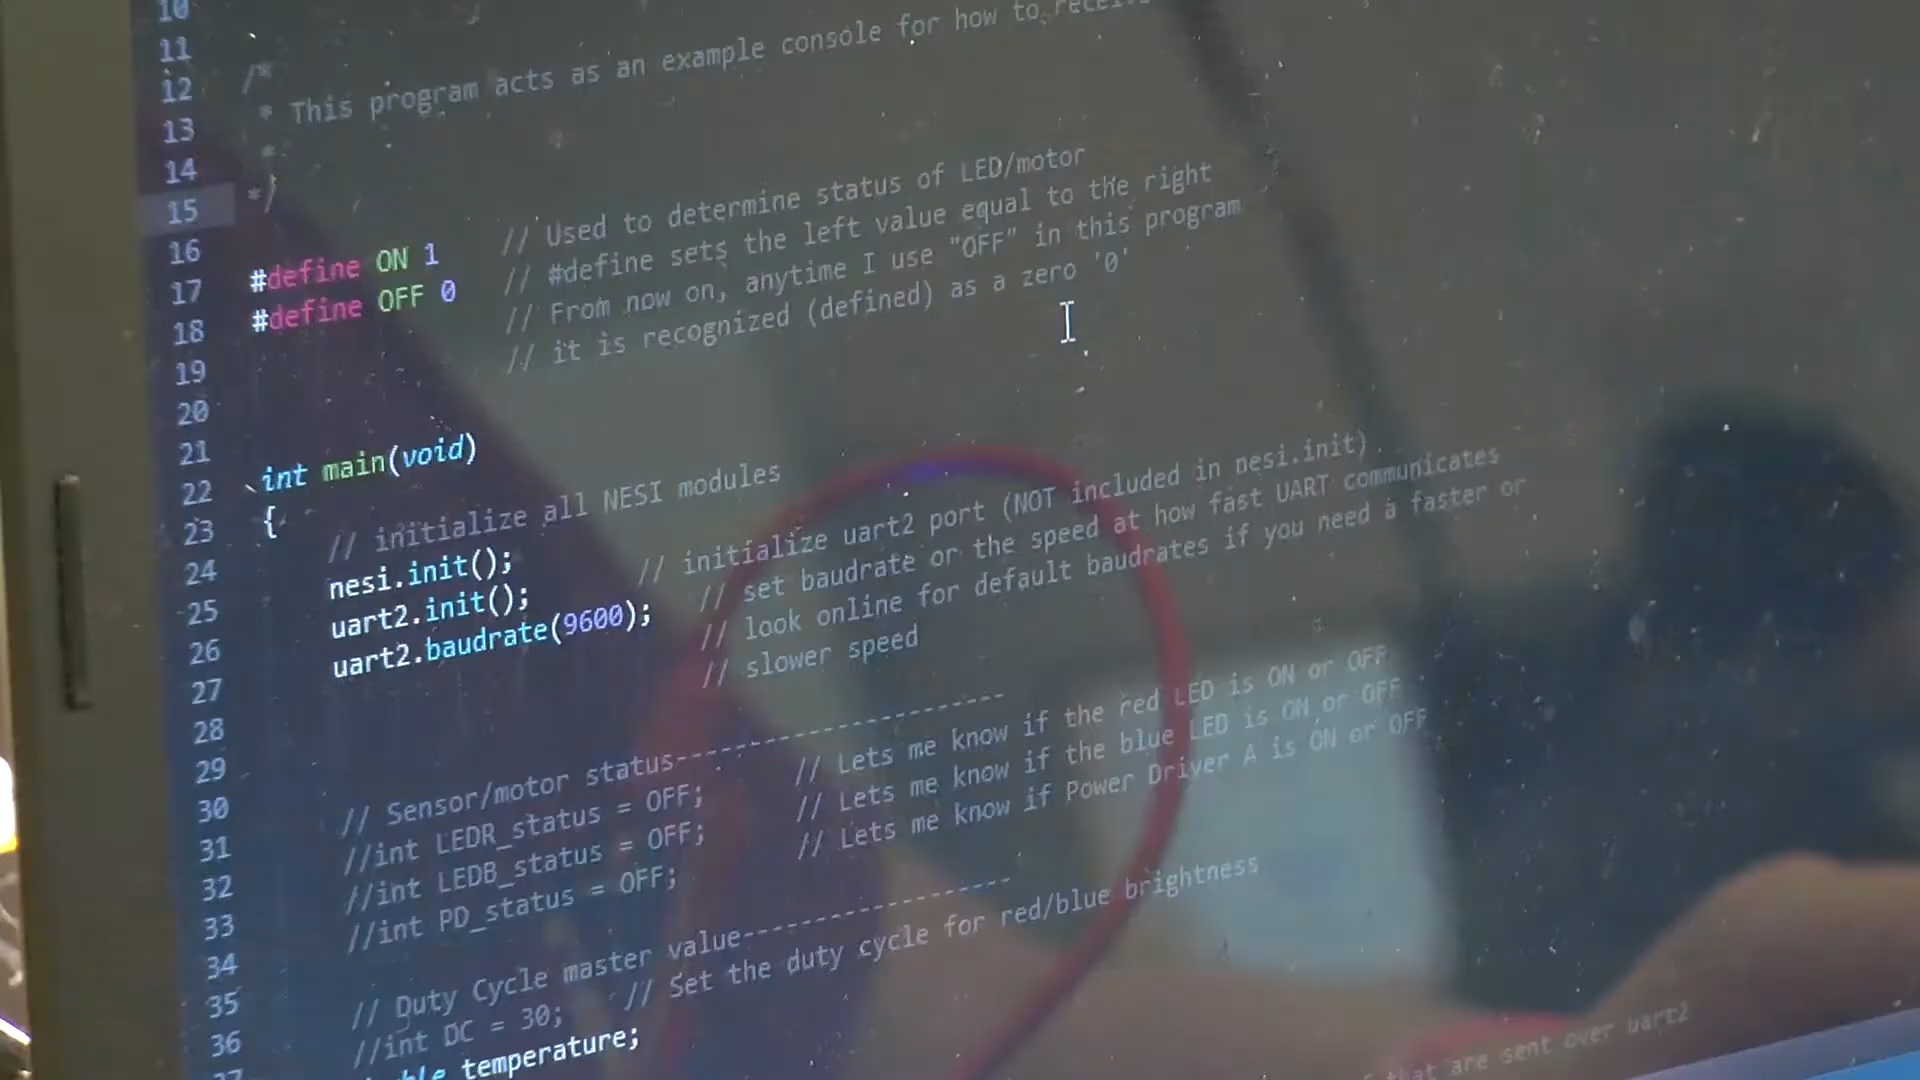 10
11
12 /*
13 * This program acts as an example console for how to
14 *
15 */
16 // Used to determine status of LED/motor
17 #define ON 1 // #define sets the left value equal to the right
18 #define OFF 0 // From now on, anytime I use "OFF" in this program
19 // it is recognized (defined) as a zero '0'
20
21
22 int main(void)
23 {
24 // initialize all NESI modules
25 nesi.init();
26 uart2.init(); // initialize uart2 port (NOT included in nesi.init)
27 uart2.baudrate(9600); // set baudrate or the speed at how fast UART communicates
28 // look online for default baudrates if you need a faster or
29 // slower speed
30 // Sensor/motor status-----------------------
31 //int LEDR_status = OFF; // Lets me know if the red LED is ON or OFF
32 //int LEDB_status = OFF; // Lets me know if the blue LED is ON or OFF
33 //int PD_status = OFF; // Lets me know if Power Driver A is ON or OFF
34
35 // Duty Cycle master value-------------------
36 //int DC = 30; // Set the duty cycle for red/blue brightness
temperature;
that are sent over uart2